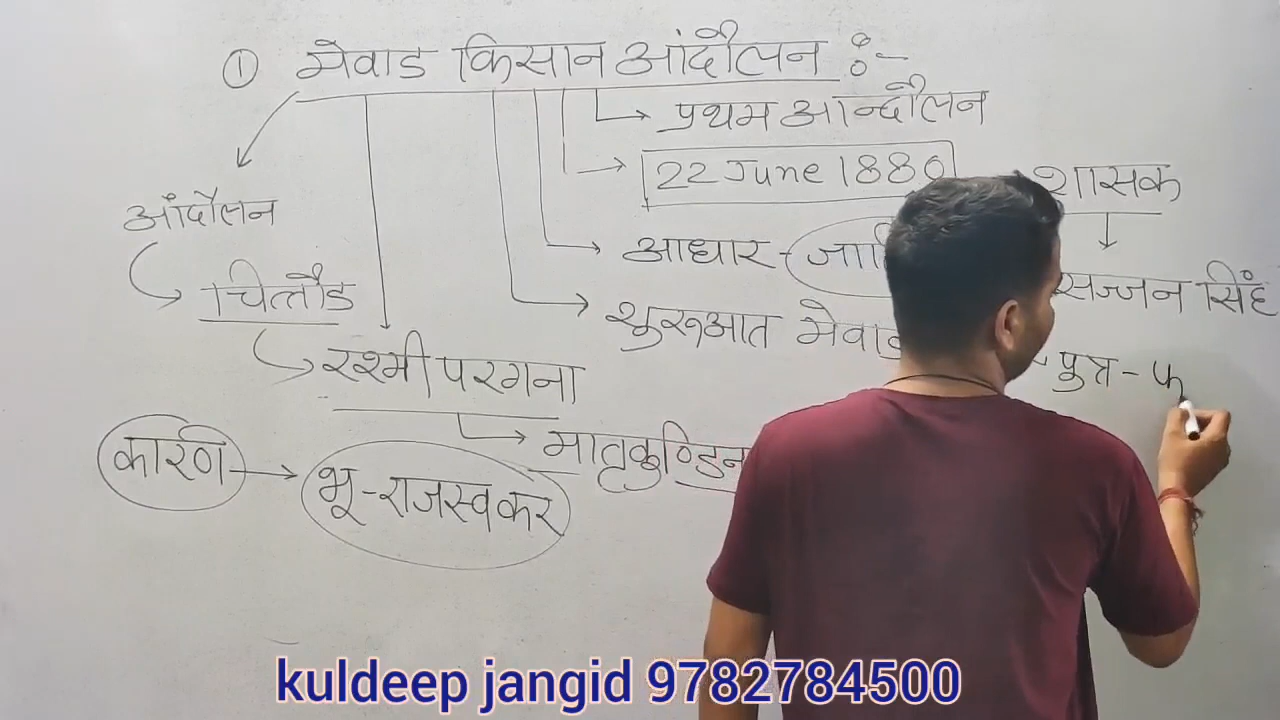 ① मेवाड किसान आंदोलन :-
प्रथम आन्दोलन
22 June 1880
शासक
आंदोलन
आधार -
सज्जन सिंह
चित्तौड
शुरूआत मेवाड
रश्मी परगना
पुत्र -
कारण
मातृकुण्डिन
भू-राजस्व कर
kuldeep jangid 9782784500